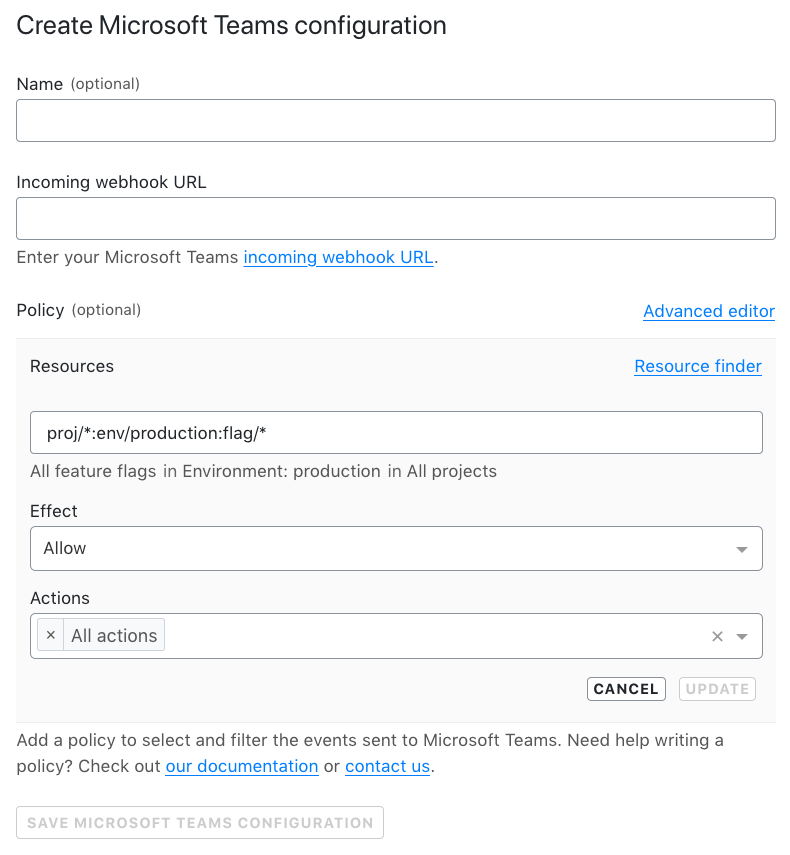 Create Microsoft Teams configuration
Name (optional)
Incoming webhook URL
Enter your Microsoft Teams incoming webhook URL.
Policy (optional) Advanced editor
Resources Resource finder
proj/*:env/production:flag/*
All feature flags in Environment: production in All projects
Effect
Allow
Actions
× All actions ×
CANCEL UPDATE
Add a policy to select and filter the events sent to Microsoft Teams. Need help writing a
policy? Check out our documentation or contact us.
SAVE MICROSOFT TEAMS CONFIGURATION